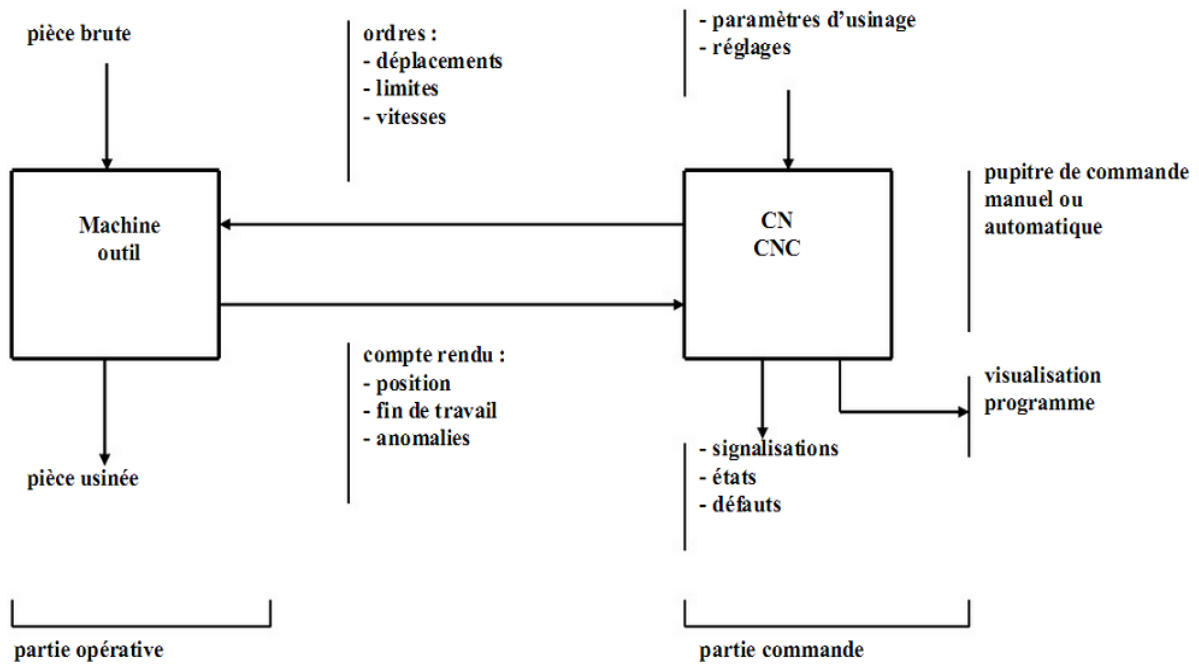 pièce brute
ordres :
- déplacements
- limites
- vitesses
- paramètres d’usinage
- réglages
Machine
outil
CN
CNC
pupitre de commande
manuel ou
automatique
compte rendu :
- position
- fin de travail
- anomalies
visualisation
programme
pièce usinée
- signalisations
- états
- défauts
partie opérative
partie commande